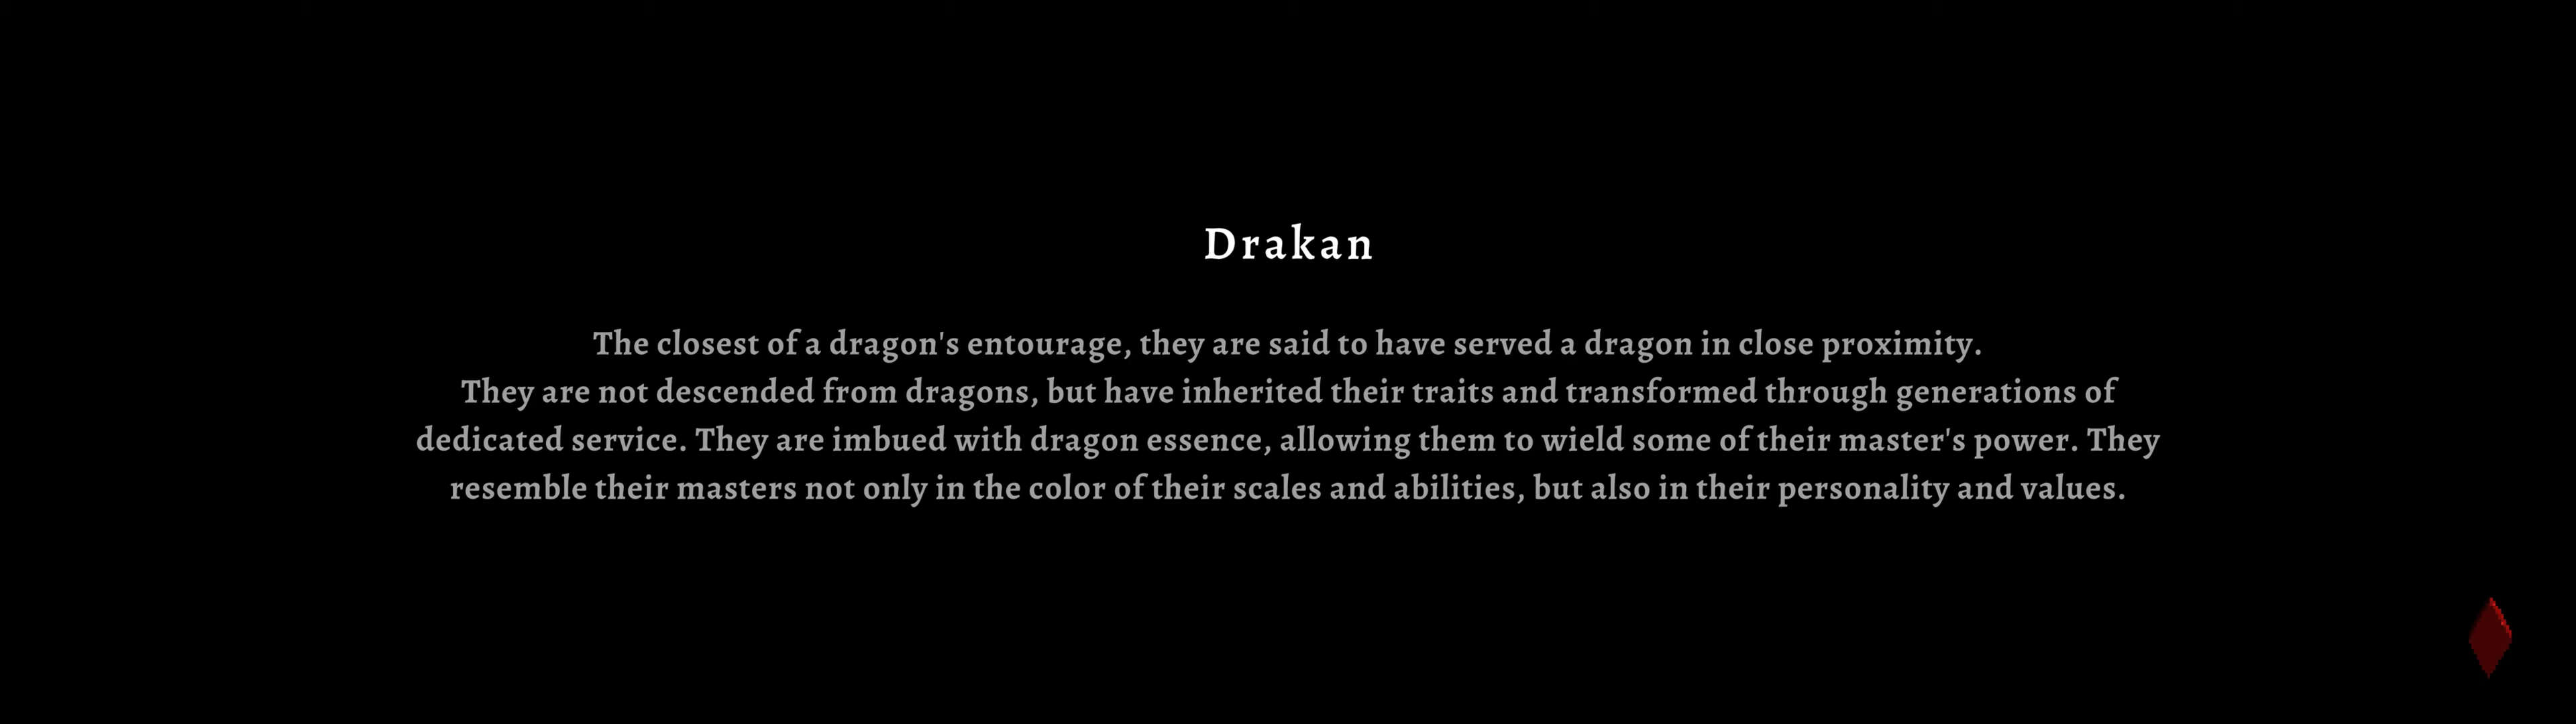 Drakan
The closest of a dragon's entourage, they are said to have served a dragon in close proximity.
They are not descended from dragons, but have inherited their traits and transformed through generations of
dedicated service. They are imbued with dragon essence, allowing them to wield some of their master's power. They
resemble their masters not only in the color of their scales and abilities, but also in their personality and values.